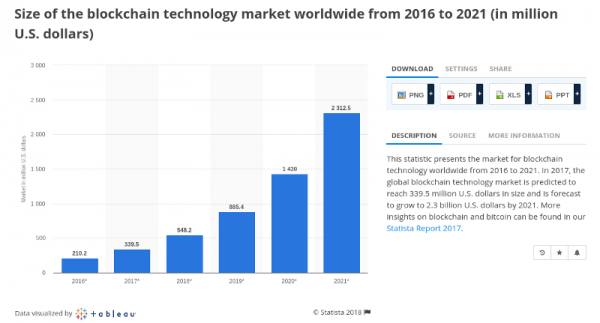 Size of the blockchain technology market worldwide from 2016 to 2021 (in million
U.S. dollars)
3 000
2 500
2 000
1 500
1 000
500
0
Market in million U.S. dollars
210.2
339.5
548.2
885.4
1 420
2 312.5
2016*
2017*
2018*
2019*
2020*
2021*
DOWNLOAD SETTINGS SHARE
PNG + PDF + XLS + PPT +
DESCRIPTION SOURCE MORE INFORMATION
This statistic presents the market for blockchain
technology worldwide from 2016 to 2021. In 2017, the
global blockchain technology market is predicted to
reach 339.5 million U.S. dollars in size and is forecast
to grow to 2.3 billion U.S. dollars by 2021. More
insights on blockchain and bitcoin can be found in our
Statista Report 2017.
Data visualized by +ableau
© Statista 2018